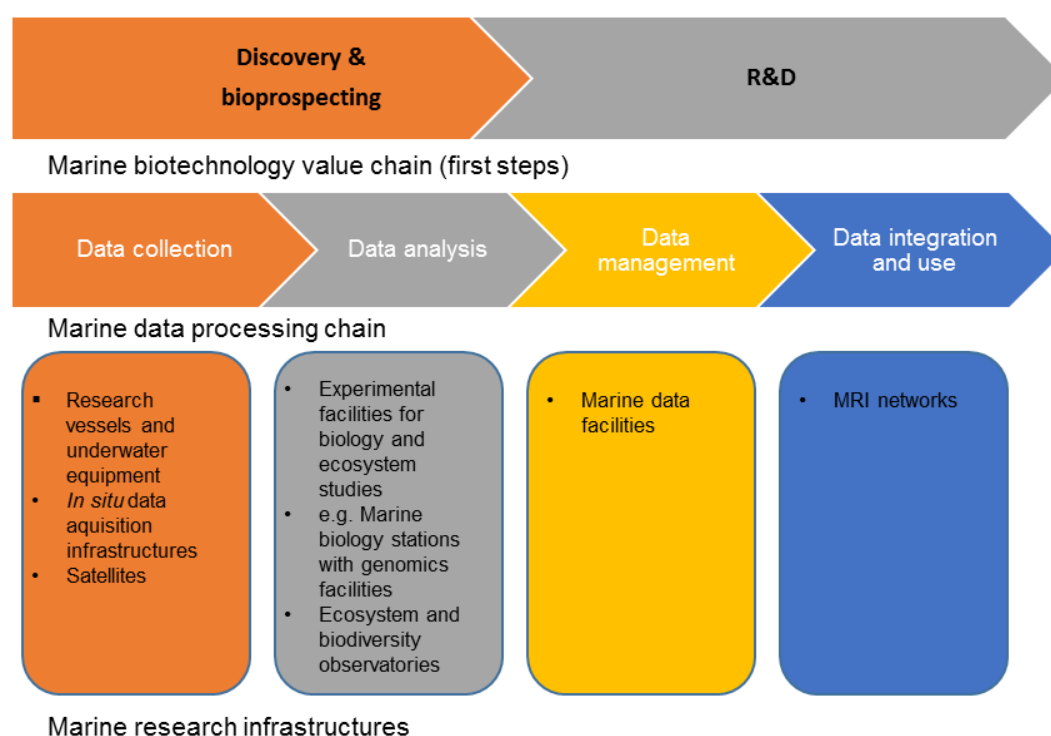 Discovery &
bioprospecting
R&D
Marine biotechnology value chain (first steps)
Data collection
Data analysis
Data
management
Data integration
and use
Marine data processing chain
▪ Research
vessels and
underwater
equipment
• In situ data
aquisition
infrastructures
• Satellites
• Experimental
facilities for
biology and
ecosystem
studies
• e.g. Marine
biology stations
with genomics
facilities
• Ecosystem and
biodiversity
observatories
• Marine data
facilities
• MRI networks
Marine research infrastructures